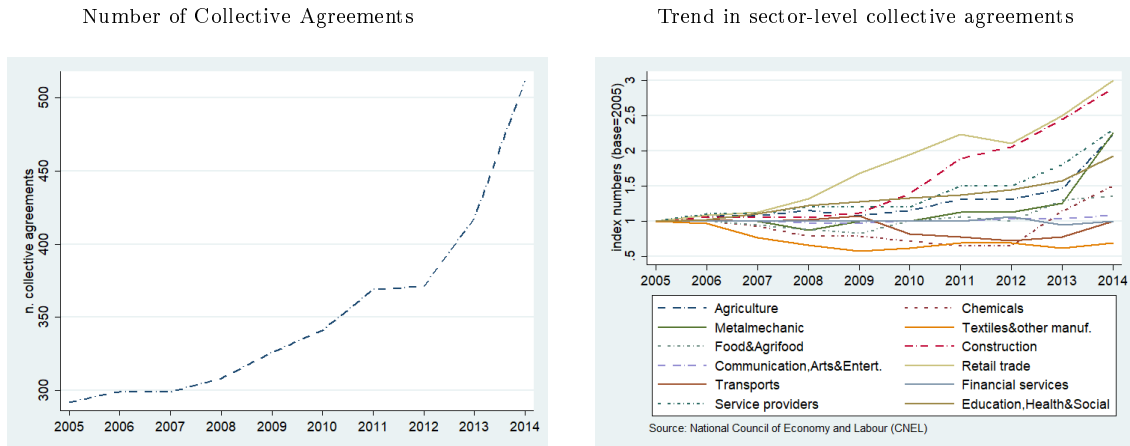 Number of Collective Agreements
n. collective agreements
500
450
400
350
300
2005 2006 2007 2008 2009 2010 2011 2012 2013 2014
Trend in sector-level collective agreements
index numbers (base=2005)
3
2.5
2
1.5
1
.5
2005 2006 2007 2008 2009 2010 2011 2012 2013 2014
Agriculture Chemicals
Metalmechanic Textiles&other manuf.
Food&Agrifood Construction
Communication,Arts&Entert. Retail trade
Transports Financial services
Service providers Education,Health&Social
Source: National Council of Economy and Labour (CNEL)